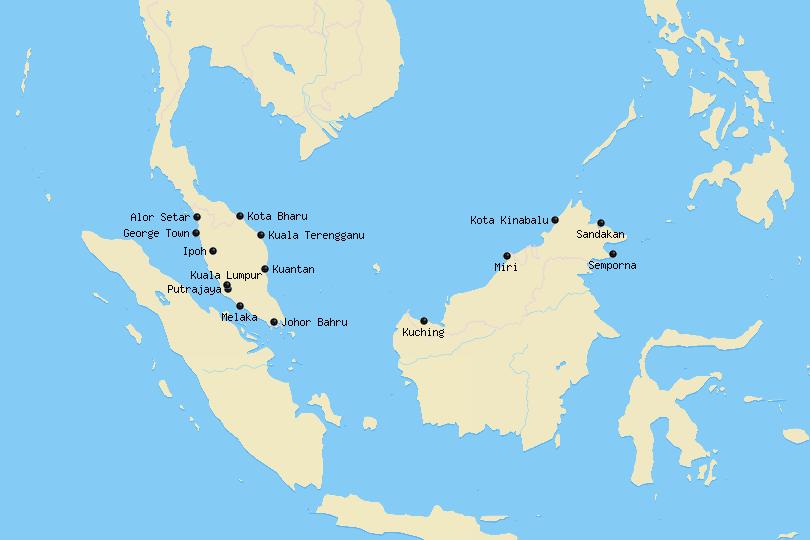 Alor Setar
Kota Bharu
Kota Kinabalu
George Town
Kuala Terengganu
Sandakan
Ipoh
Miri
Semporna
Kuala Lumpur
Kuantan
Putrajaya
Melaka
Johor Bahru
Kuching